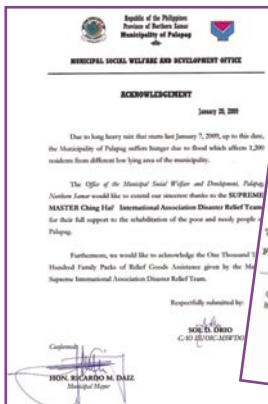 Republic of the Philippines
Province of Northern Samar
Municipality of Palapag
-o0o-
MUNICIPAL SOCIAL WELFARE AND DEVELOPMENT OFFICE
ACKNOWLEDGEMENT
January 20, 2009
Due to long heavy rain that starts last January 7, 2009, up to this date,
the Municipality of Palapag suffers hunger due to flood which affects 1,200
residents from different low lying area of the municipality.
The Office of the Municipal Social Welfare and Development, Palapag,
Northern Samar would like to extend our sincerest thanks to the SUPREME
MASTER Ching Hai International Association Disaster Relief Team
for their full support to the rehabilitation of the poor and needy people
Palapag.
Furthermore, we would like to acknowledge the One Thousand
Hundred Family Packs of Relief Goods Assistance given by the
Supreme International Association Disaster Relief Team.
Respectfully submitted by:
SOL D. DRIO
CAO III/OIC-MSWDO
Conforme:
HON. RICARDO M. DAIZ
Municipal Mayor